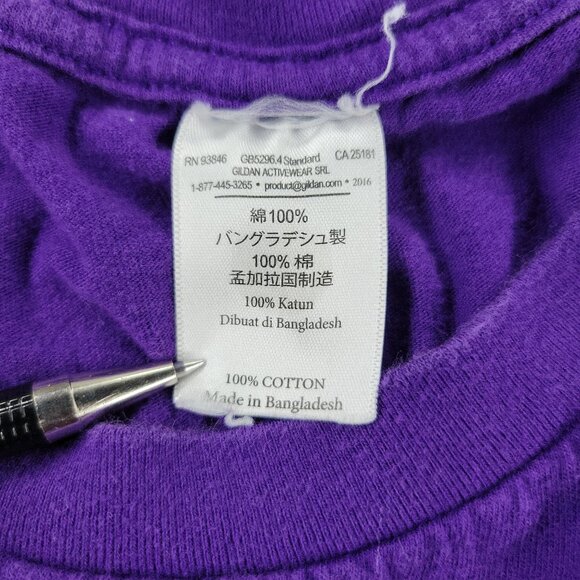 RN 93846 GB5296.4 Standard CA 25181
GILDAN ACTIVEWEAR SRL
1-877-445-3265 * product@gildan.com * 2016
綿100%
バングラデシュ製
100% 棉
孟加拉国制造
100% Katun
Dibuat di Bangladesh
100% COTTON
Made in Bangladesh